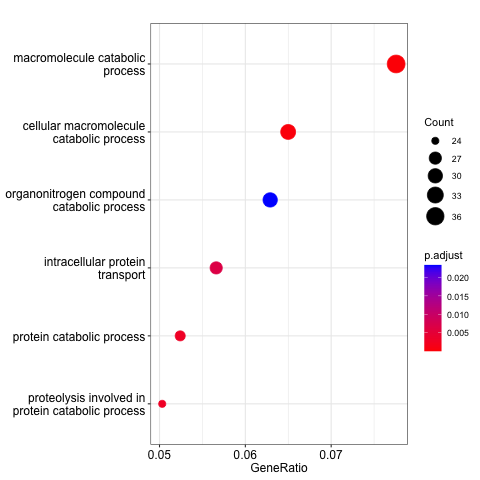 macromolecule catabolic
process
cellular macromolecule
catabolic process
organonitrogen compound
catabolic process
intracellular protein
transport
protein catabolic process
proteolysis involved in
protein catabolic process
0.05
0.06
0.07
GeneRatio
Count
24
27
30
33
36
p.adjust
0.020
0.015
0.010
0.005